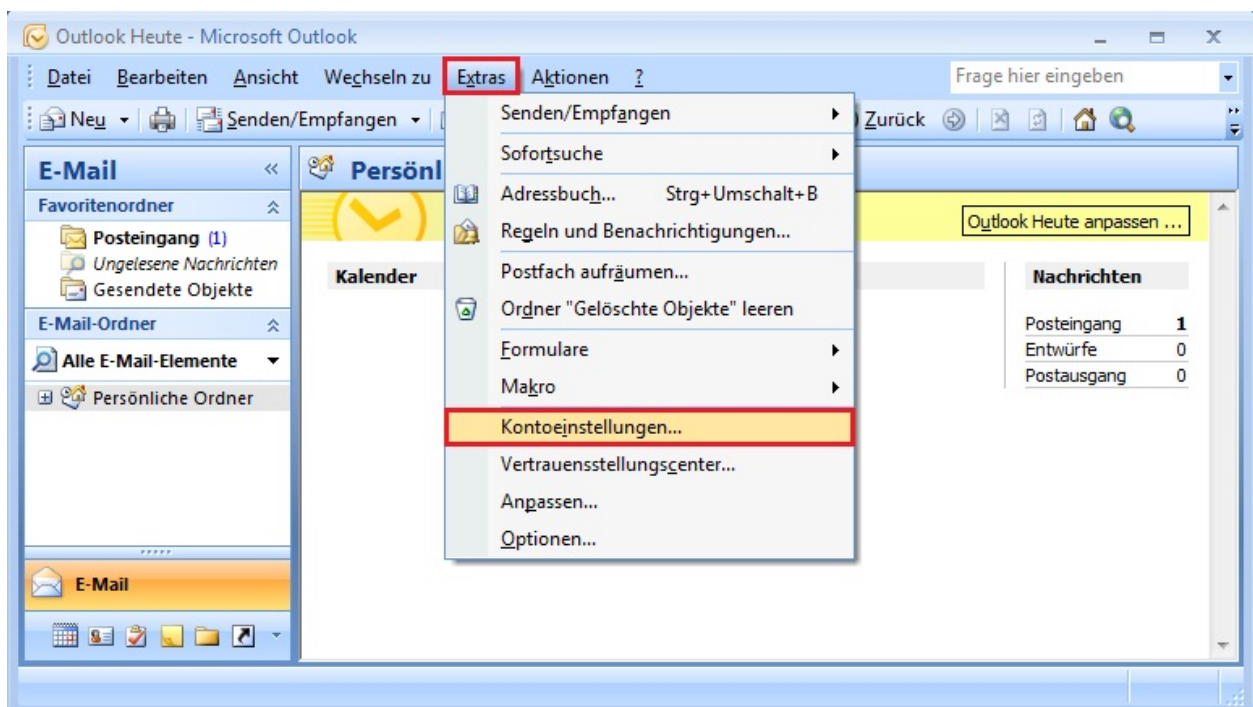 Outlook Heute - Microsoft Outlook
Datei Bearbeiten Ansicht Wechseln zu Extras Aktionen ? Frage hier eingeben
Neu Senden/Empfangen Zurück
E-Mail «
Favoritenordner
Posteingang (1)
Ungelesene Nachrichten
Gesendete Objekte
E-Mail-Ordner
Alle E-Mail-Elemente
Persönliche Ordner
E-Mail
Persönl
Outlook Heute anpassen ...
Kalender
Nachrichten
Posteingang 1
Entwürfe 0
Postausgang 0
Senden/Empfangen
Sofortsuche
Adressbuch... Strg+Umschalt+B
Regeln und Benachrichtigungen...
Postfach aufräumen...
Ordner "Gelöschte Objekte" leeren
Formulare
Makro
Kontoeinstellungen...
Vertrauensstellungscenter...
Anpassen...
Optionen...